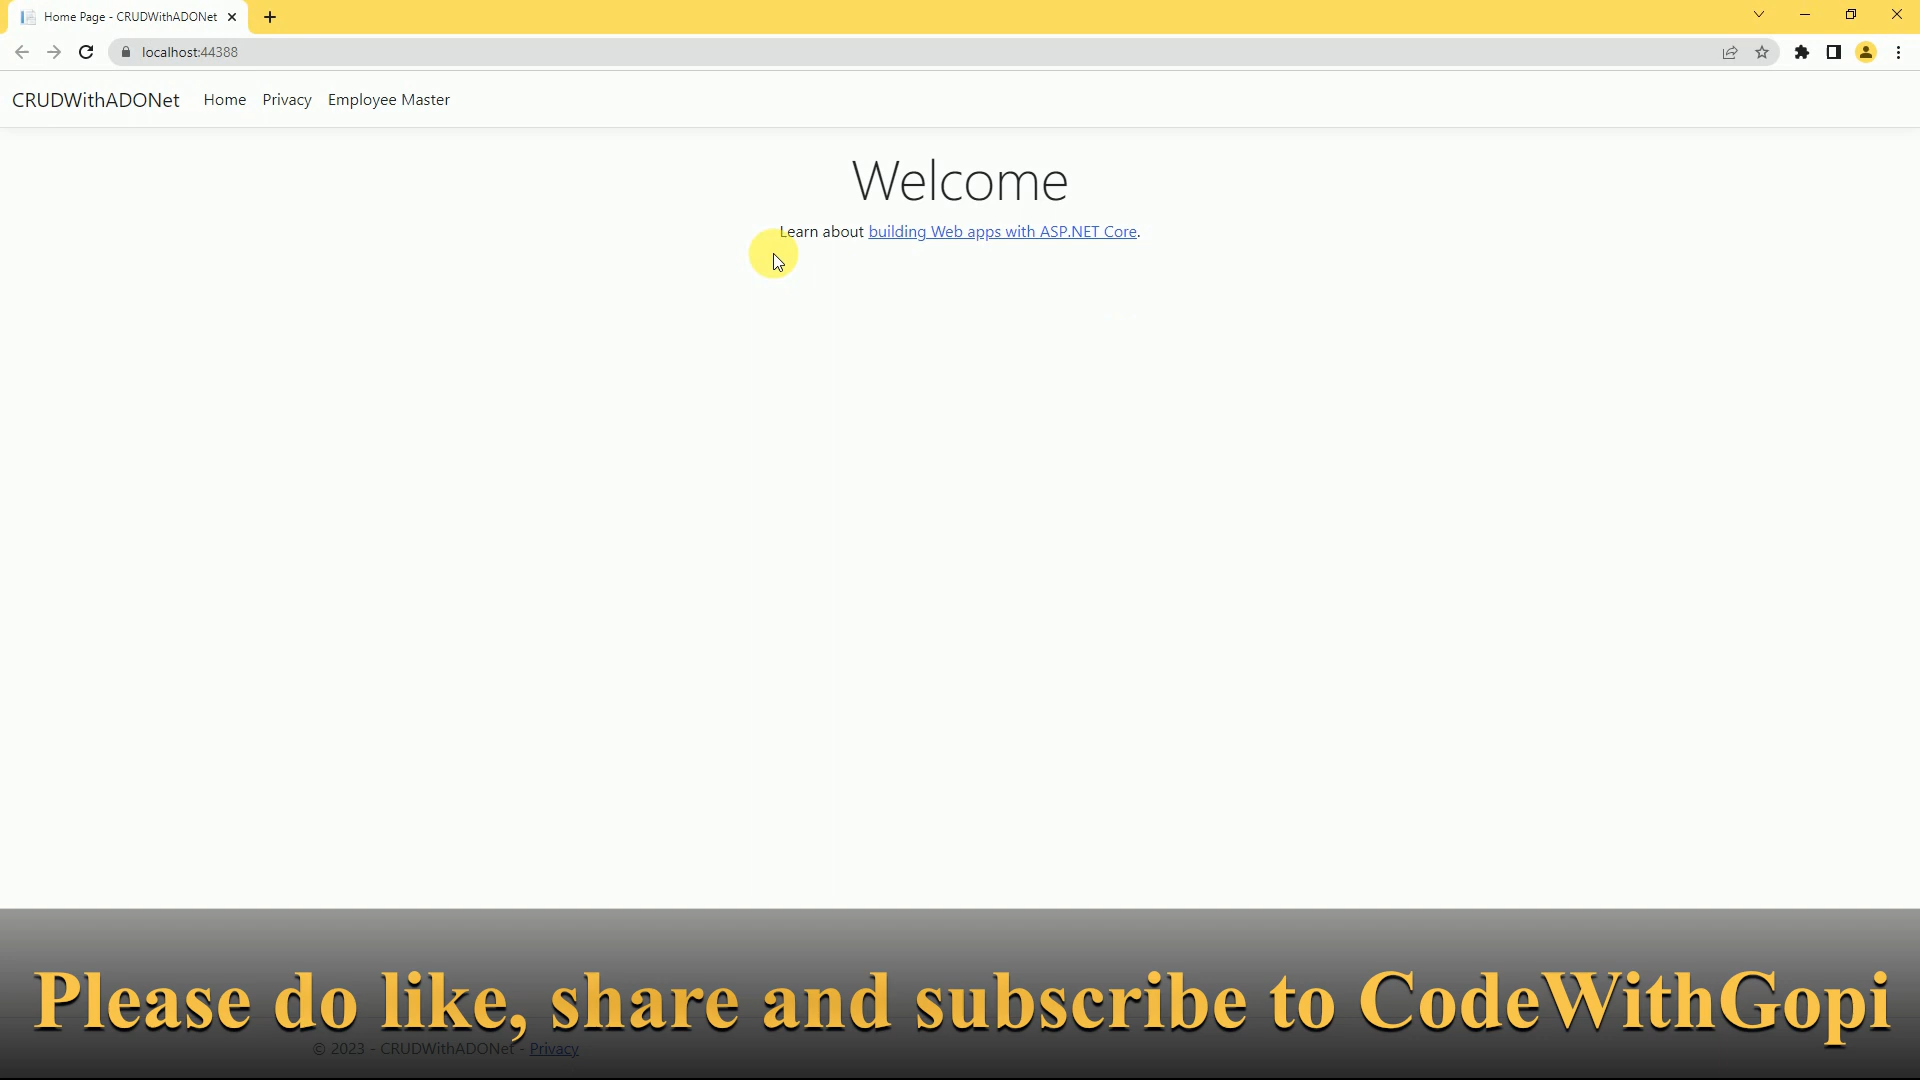 Home Page - CRUDWithADONet
localhost:44388
CRUDWithADONet Home Privacy Employee Master
Welcome
Learn about building Web apps with ASP.NET Core.
Please do like, share and subscribe to CodeWithGopi
© 2023 - CRUDWithADONet - Privacy